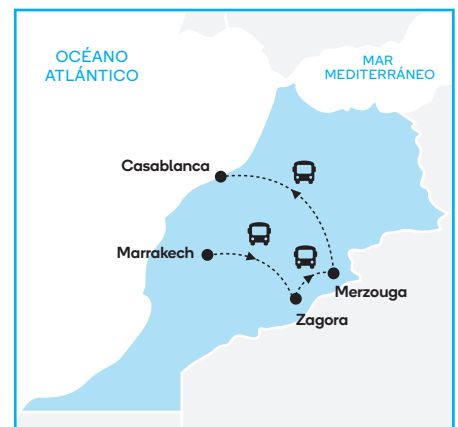 OCÉANO
ATLÁNTICO
MAR
MEDITERRÁNEO
Casablanca
Marrakech
Merzouga
Zagora